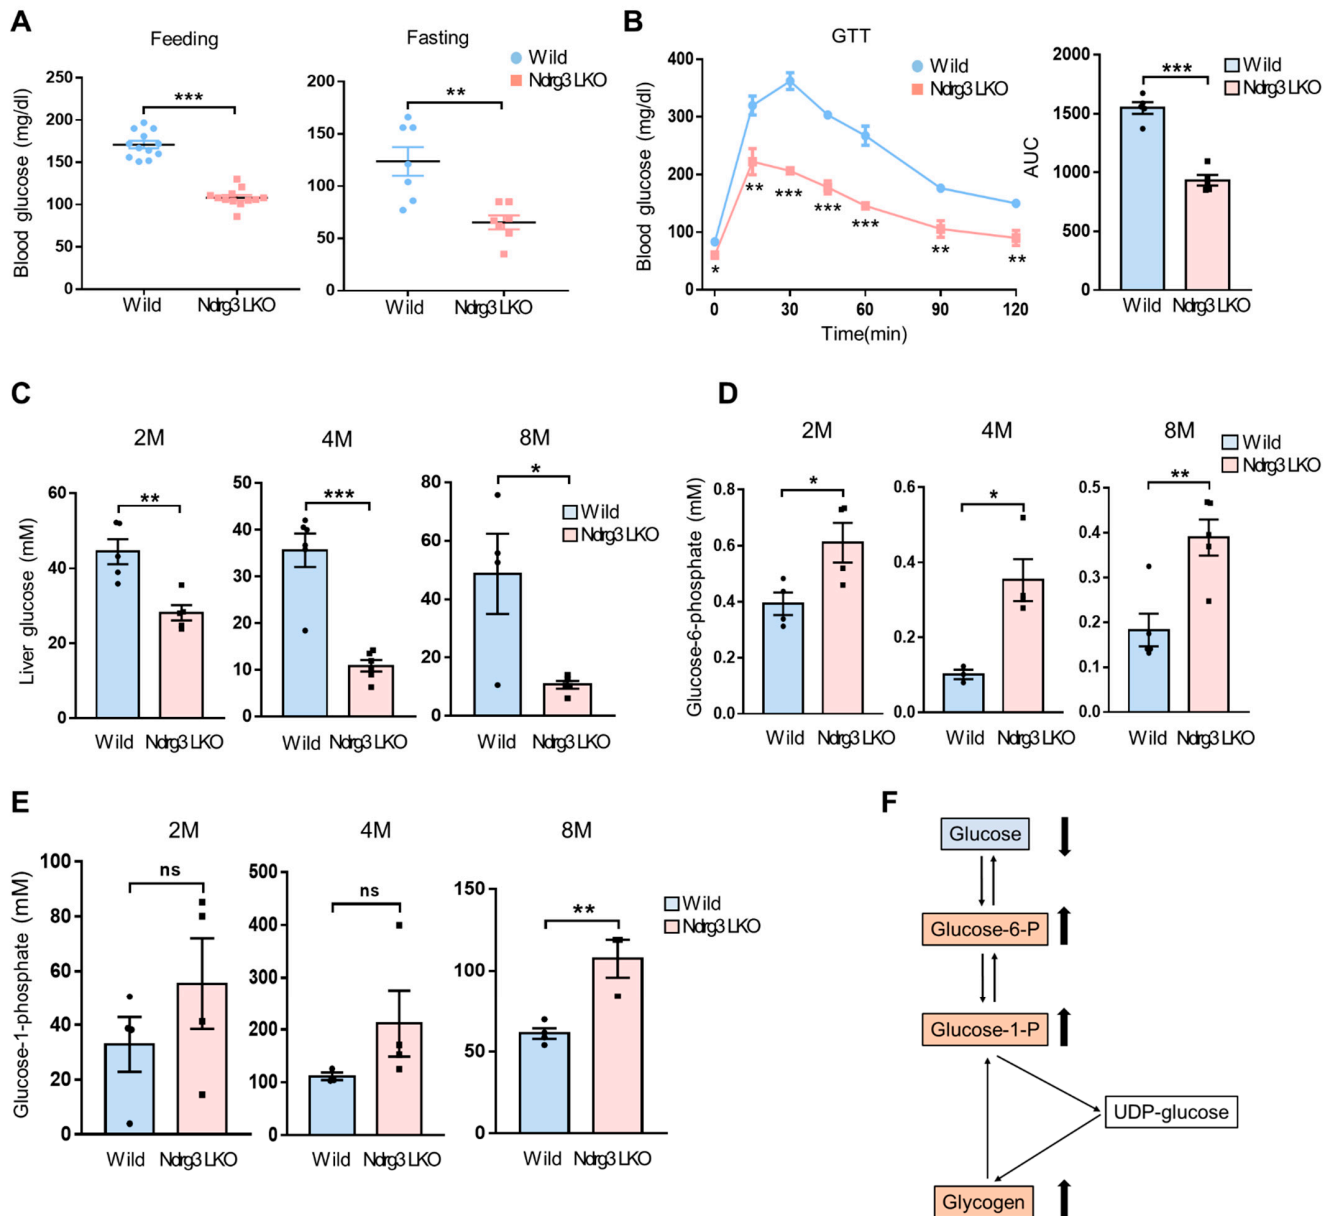 A
Feeding
Fasting
Wild
Ndrg3 LKO
Blood glucose (mg/dl)
250
200
150
100
50
0
***
Wild
Ndrg3 LKO
200
150
100
50
0
**
Wild
Ndrg3 LKO
B
GTT
Wild
Ndrg3 LKO
Blood glucose (mg/dl)
400
300
200
100
0
*
**
***
***
***
**
**
0
30
60
90
120
Time(min)
AUC
2000
1500
1000
500
0
***
Wild
Ndrg3 LKO
Wild
Ndrg3 LKO
C
2M
4M
8M
Liver glucose (mM)
60
40
20
0
**
Wild
Ndrg3 LKO
50
40
30
20
10
0
***
Wild
Ndrg3 LKO
80
60
40
20
0
*
Wild
Ndrg3 LKO
Wild
Ndrg3 LKO
D
2M
4M
8M
Wild
Ndrg3 LKO
Glucose-6-phosphate (mM)
0.8
0.6
0.4
0.2
0.0
*
Wild
Ndrg3 LKO
0.6
0.4
0.2
0.0
*
Wild
Ndrg3 LKO
0.5
0.4
0.3
0.2
0.1
0.0
**
Wild
Ndrg3 LKO
E
2M
4M
8M
Glucose-1-phosphate (mM)
100
80
60
40
20
0
ns
Wild
Ndrg3 LKO
500
400
300
200
100
0
ns
Wild
Ndrg3 LKO
150
100
50
0
**
Wild
Ndrg3 LKO
Wild
Ndrg3 LKO
F
Glucose
Glucose-6-P
Glucose-1-P
UDP-glucose
Glycogen